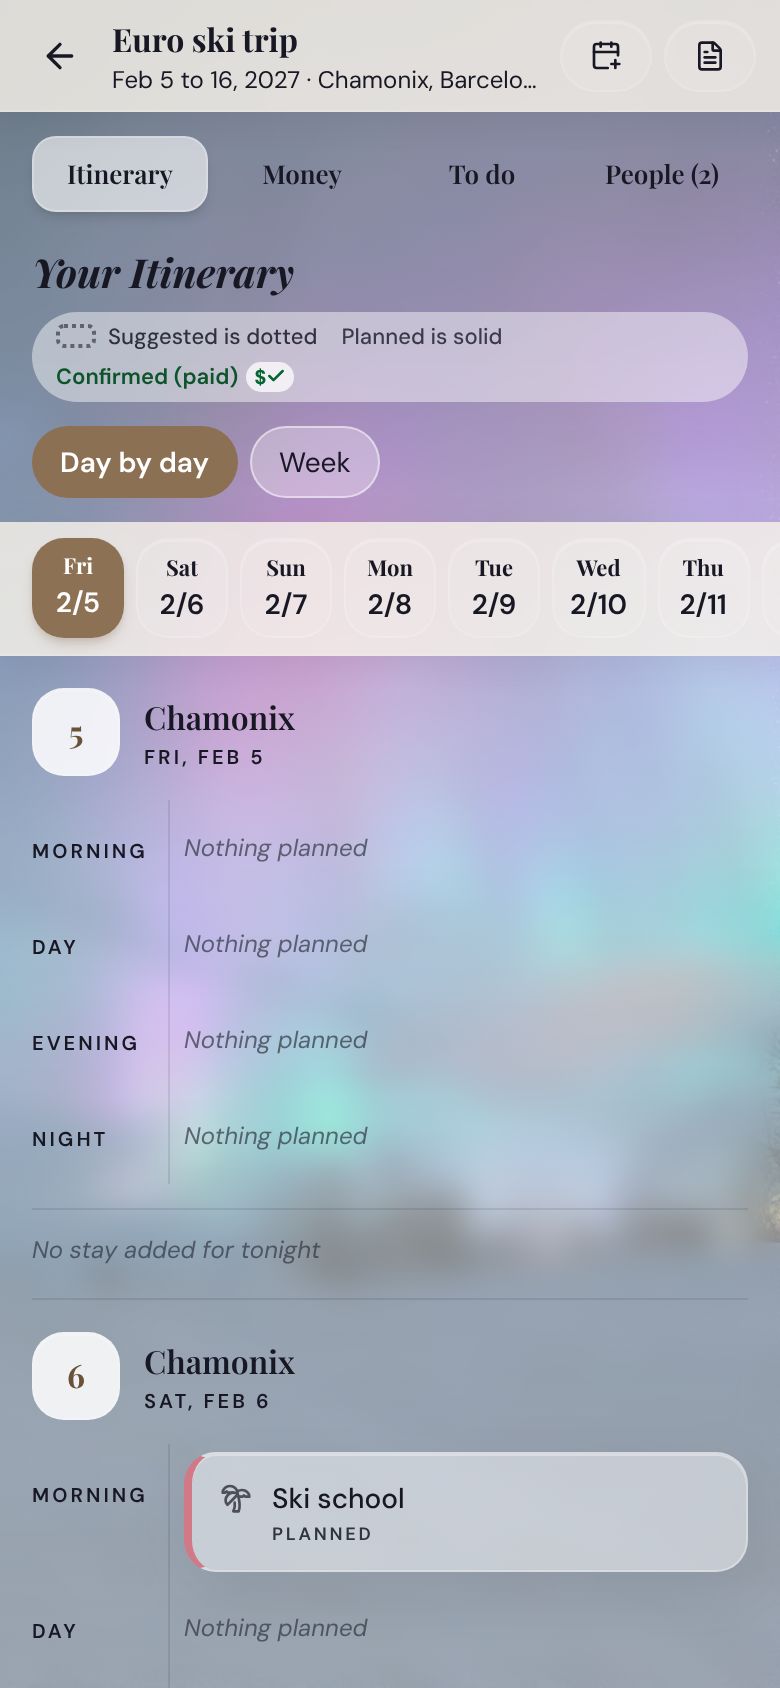 Euro ski trip
Feb 5 to 16, 2027 · Chamonix, Barcelo...
Itinerary Money To do People (2)
Your Itinerary
Suggested is dotted Planned is solid
Confirmed (paid) $✓
Day by day Week
Fri Sat Sun Mon Tue Wed Thu
2/5 2/6 2/7 2/8 2/9 2/10 2/11
5 Chamonix
FRI, FEB 5
MORNING Nothing planned
DAY Nothing planned
EVENING Nothing planned
NIGHT Nothing planned
No stay added for tonight
6 Chamonix
SAT, FEB 6
MORNING Ski school
PLANNED
DAY Nothing planned